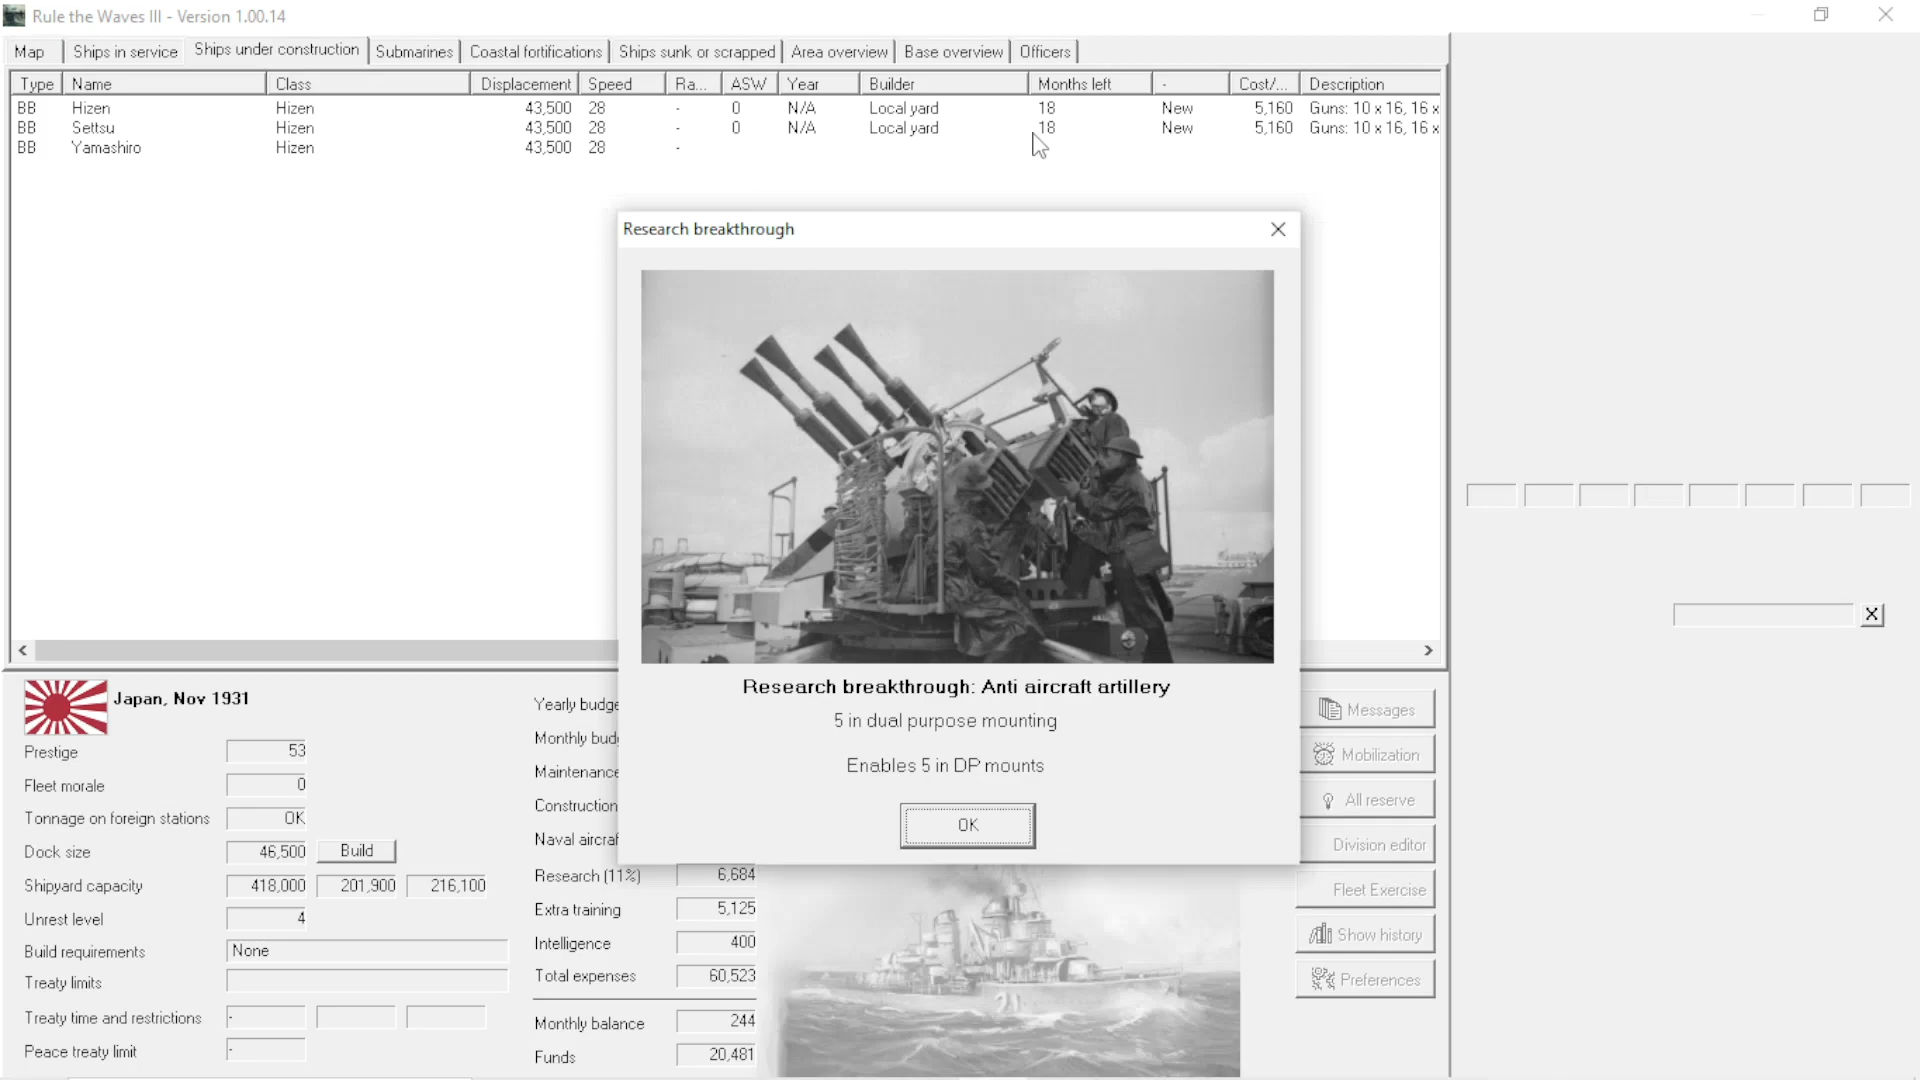 Rule the Waves III - Version 1.00.14
Map Ships in service Ships under construction Submarines Coastal fortifications Ships sunk or scrapped Area overview Base overview Officers
Type Name Class Displacement Speed Ra... ASW Year Builder Months left - Cost/... Description
BB Hizen Hizen 43,500 28 - 0 N/A Local yard 18 New 5,160 Guns: 10 x 16, 16 x
BB Settsu Hizen 43,500 28 - 0 N/A Local yard 18 New 5,160 Guns: 10 x 16, 16 x
BB Yamashiro Hizen 43,500 28 -
Research breakthrough
Research breakthrough: Anti aircraft artillery
5 in dual purpose mounting
Enables 5 in DP mounts
OK
Japan, Nov 1931
Prestige 53
Fleet morale 0
Tonnage on foreign stations OK
Dock size 46,500 Build
Shipyard capacity 418,000 201,900 216,100
Unrest level 4
Build requirements None
Treaty limits
Treaty time and restrictions -
Peace treaty limit -
Yearly budge
Monthly bud
Maintenance
Construction
Naval aircraf
Research (11%) 6,684
Extra training 5,125
Intelligence 400
Total expenses 60,523
Monthly balance 244
Funds 20,481
Messages
Mobilization
All reserve
Division editor
Fleet Exercise
Show history
Preferences
X